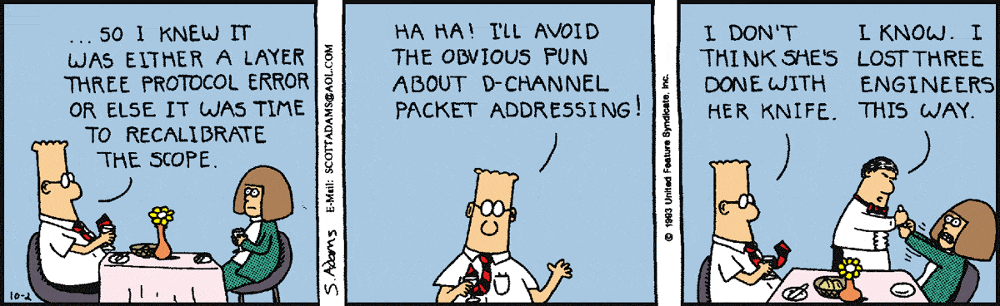 ... SO I KNEW IT
WAS EITHER A LAYER
THREE PROTOCOL ERROR
OR ELSE IT WAS TIME
TO RECALIBRATE
THE SCOPE.
10-2
S. Adams
E-Mail: SCOTTADAMS@AOL.COM
HA HA! I'LL AVOID
THE OBVIOUS PUN
ABOUT D-CHANNEL
PACKET ADDRESSING!
© 1993 United Feature Syndicate, Inc.
I DON'T
THINK SHE'S
DONE WITH
HER KNIFE.
I KNOW. I
LOST THREE
ENGINEERS
THIS WAY.